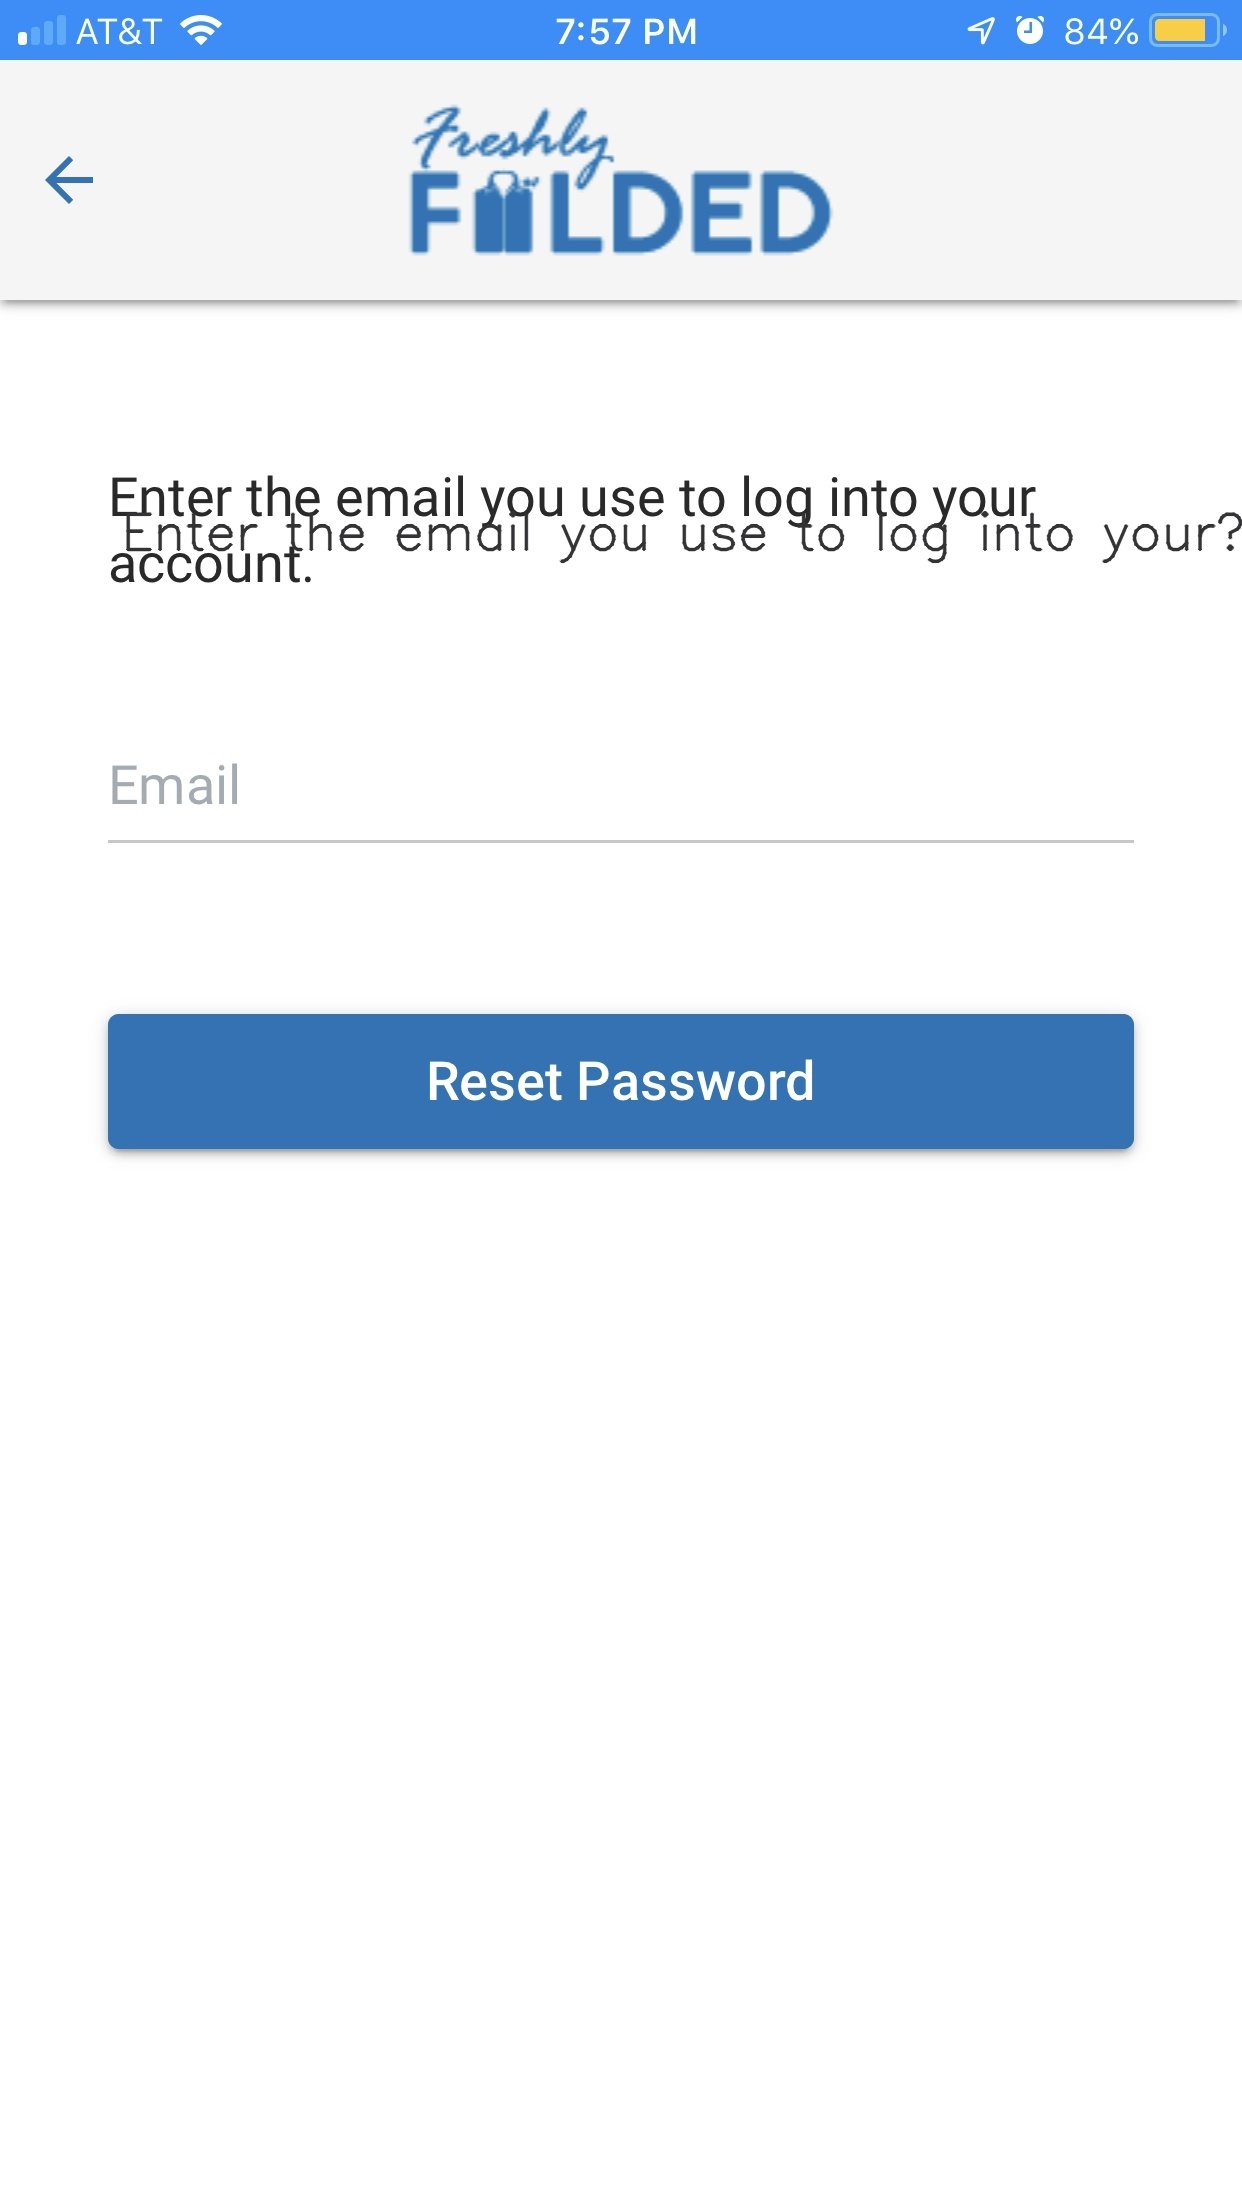 AT&T 7:57 PM 84%
Freshly
FOLDED
Enter the email you use to log into your
Enter the email you use to log into your?
account.
Email
Reset Password